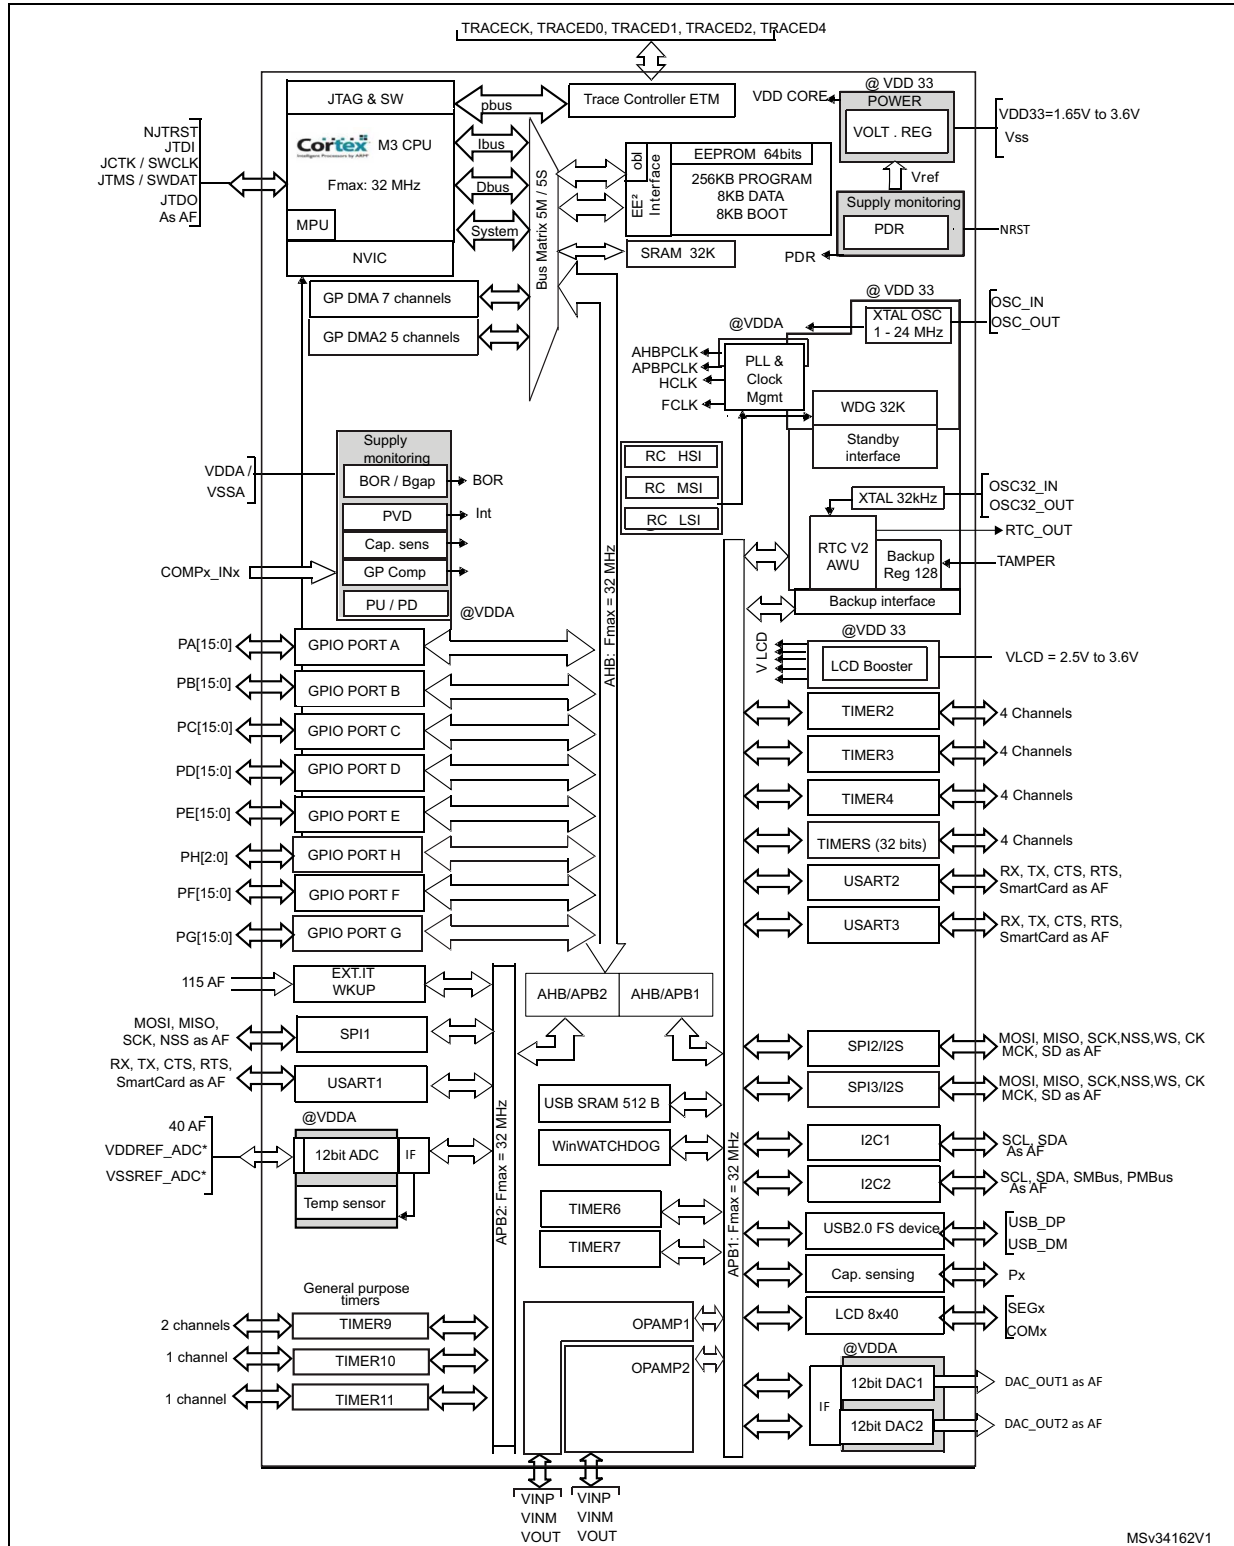 TRACECK, TRACED0, TRACED1, TRACED2, TRACED4
JTAG & SW
pbus
Trace Controller ETM
VDD CORE
@ VDD 33
POWER
VOLT . REG
VDD33=1.65V to 3.6V
Vss
NJTRST
JTDI
JCTK / SWCLK
JTMS / SWDAT
JTDO
As AF
Cortex
Intelligent Processors by ARM®
M3 CPU
Fmax: 32 MHz
MPU
NVIC
Ibus
Dbus
System
Bus Matrix 5M / 5S
obl
EE² Interface
EEPROM 64bits
256KB PROGRAM
8KB DATA
8KB BOOT
SRAM 32K
Vref
Supply monitoring
PDR
NRST
PDR
GP DMA 7 channels
GP DMA2 5 channels
@ VDD 33
XTAL OSC
1 - 24 MHz
OSC_IN
OSC_OUT
@VDDA
PLL &
Clock
Mgmt
AHBPCLK
APBPCLK
HCLK
FCLK
WDG 32K
Standby
interface
RC HSI
RC MSI
RC LSI
XTAL 32kHz
OSC32_IN
OSC32_OUT
RTC V2
AWU
RTC_OUT
Backup
Reg 128
TAMPER
Backup interface
Supply
monitoring
VDDA /
VSSA
BOR / Bgap
BOR
PVD
Int
Cap. sens
COMPx_INx
GP Comp
PU / PD
@VDDA
AHB: Fmax = 32 MHz
@VDD 33
V LCD
LCD Booster
VLCD = 2.5V to 3.6V
PA[15:0]
GPIO PORT A
PB[15:0]
GPIO PORT B
PC[15:0]
GPIO PORT C
PD[15:0]
GPIO PORT D
PE[15:0]
GPIO PORT E
PH[2:0]
GPIO PORT H
PF[15:0]
GPIO PORT F
PG[15:0]
GPIO PORT G
TIMER2
4 Channels
TIMER3
4 Channels
TIMER4
4 Channels
TIMERS (32 bits)
4 Channels
USART2
RX, TX, CTS, RTS,
SmartCard as AF
USART3
RX, TX, CTS, RTS,
SmartCard as AF
115 AF
EXT.IT
WKUP
AHB/APB2
AHB/APB1
MOSI, MISO,
SCK, NSS as AF
SPI1
RX, TX, CTS, RTS,
SmartCard as AF
USART1
SPI2/I2S
MOSI, MISO, SCK,NSS,WS, CK
MCK, SD as AF
SPI3/I2S
MOSI, MISO, SCK,NSS,WS, CK
MCK, SD as AF
USB SRAM 512 B
WinWATCHDOG
@VDDA
40 AF
VDDREF_ADC*
VSSREF_ADC*
12bit ADC
IF
Temp sensor
APB2: Fmax = 32 MHz
APB1: Fmax = 32 MHz
I2C1
SCL, SDA
As AF
I2C2
SCL, SDA, SMBus, PMBus
As AF
TIMER6
TIMER7
USB2.0 FS device
USB_DP
USB_DM
Cap. sensing
Px
LCD 8x40
SEGx
COMx
General purpose
timers
2 channels
TIMER9
1 channel
TIMER10
1 channel
TIMER11
OPAMP1
OPAMP2
@VDDA
IF
12bit DAC1
DAC_OUT1 as AF
12bit DAC2
DAC_OUT2 as AF
VINP
VINM
VOUT
VINP
VINM
VOUT
MSv34162V1